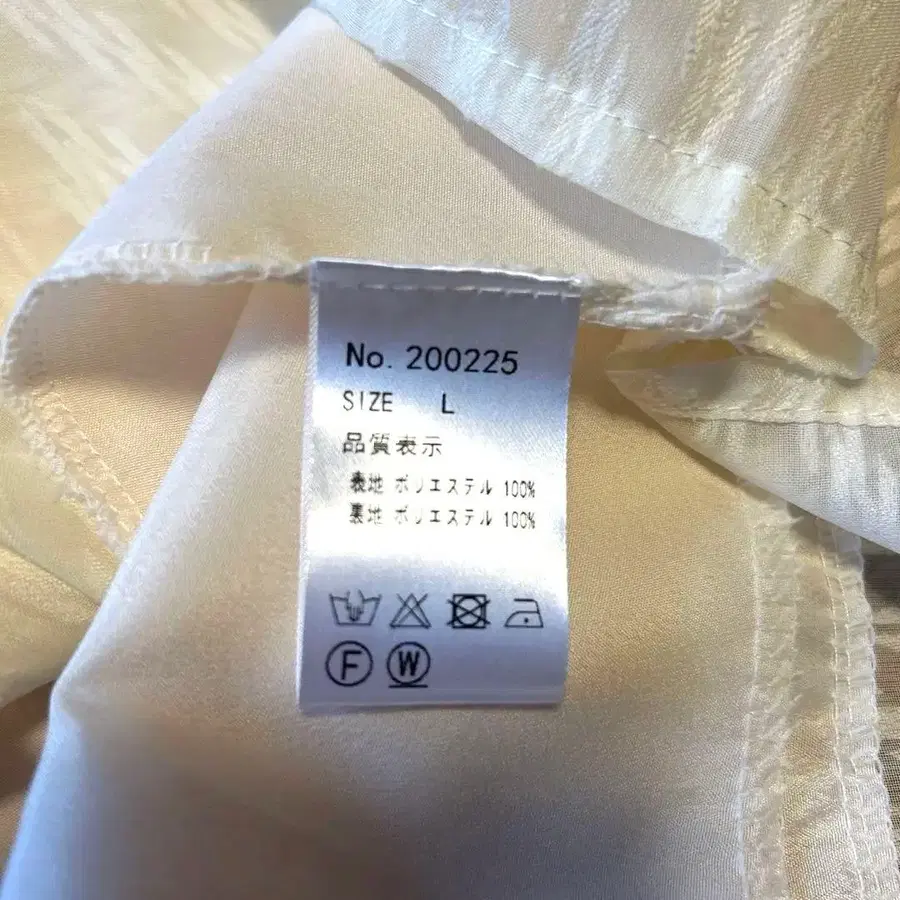 No. 200225
SIZE L
品質表示
表地 ポリエステル 100%
裏地 ポリエステル 100%
F W